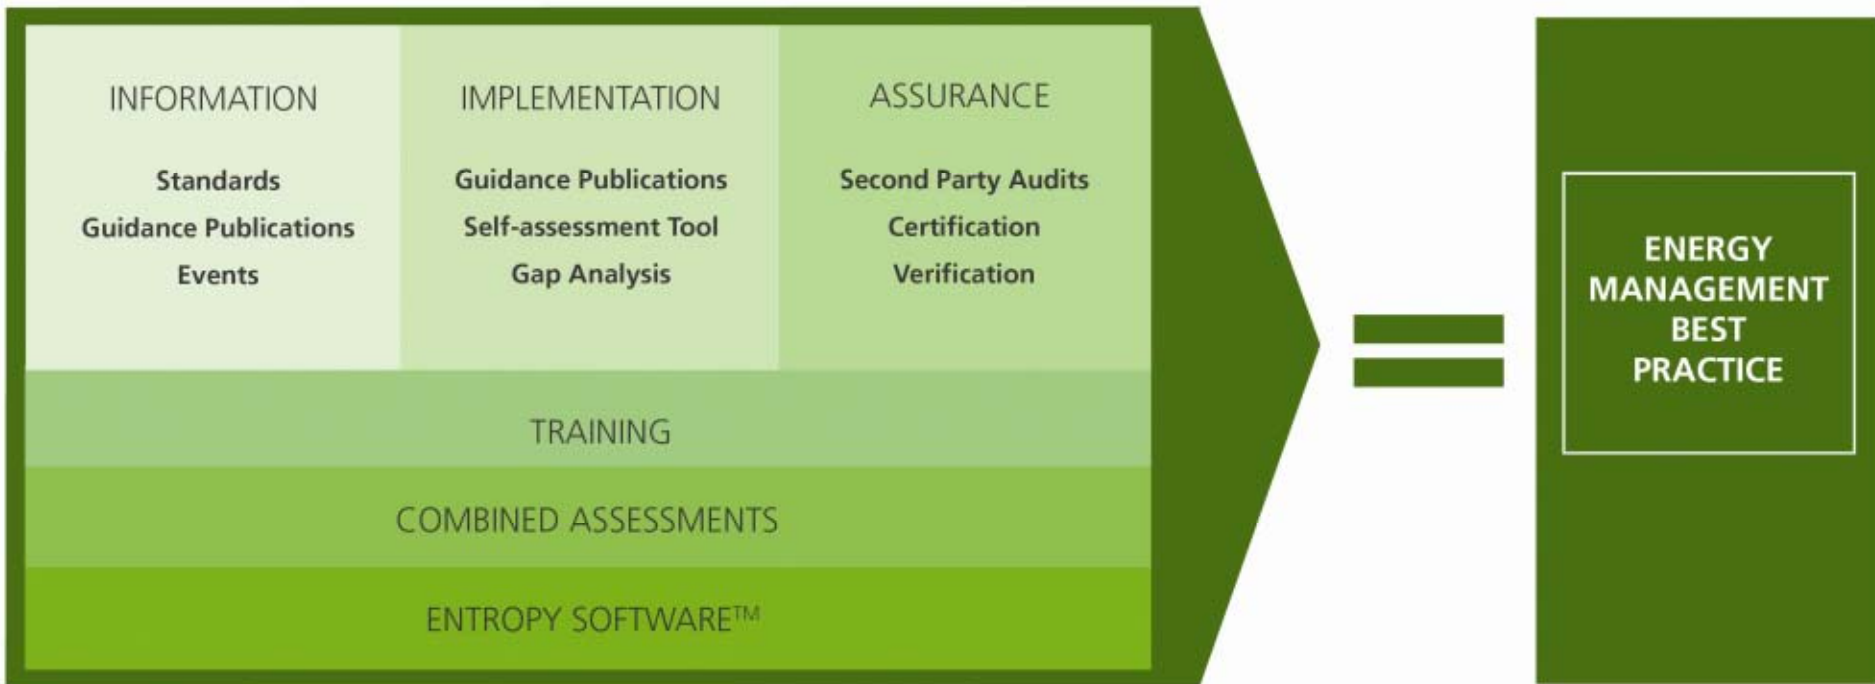 INFORMATION
Standards
Guidance Publications
Events
IMPLEMENTATION
Guidance Publications
Self-assessment Tool
Gap Analysis
ASSURANCE
Second Party Audits
Certification
Verification
TRAINING
COMBINED ASSESSMENTS
ENTROPY SOFTWARE™
ENERGY
MANAGEMENT
BEST
PRACTICE